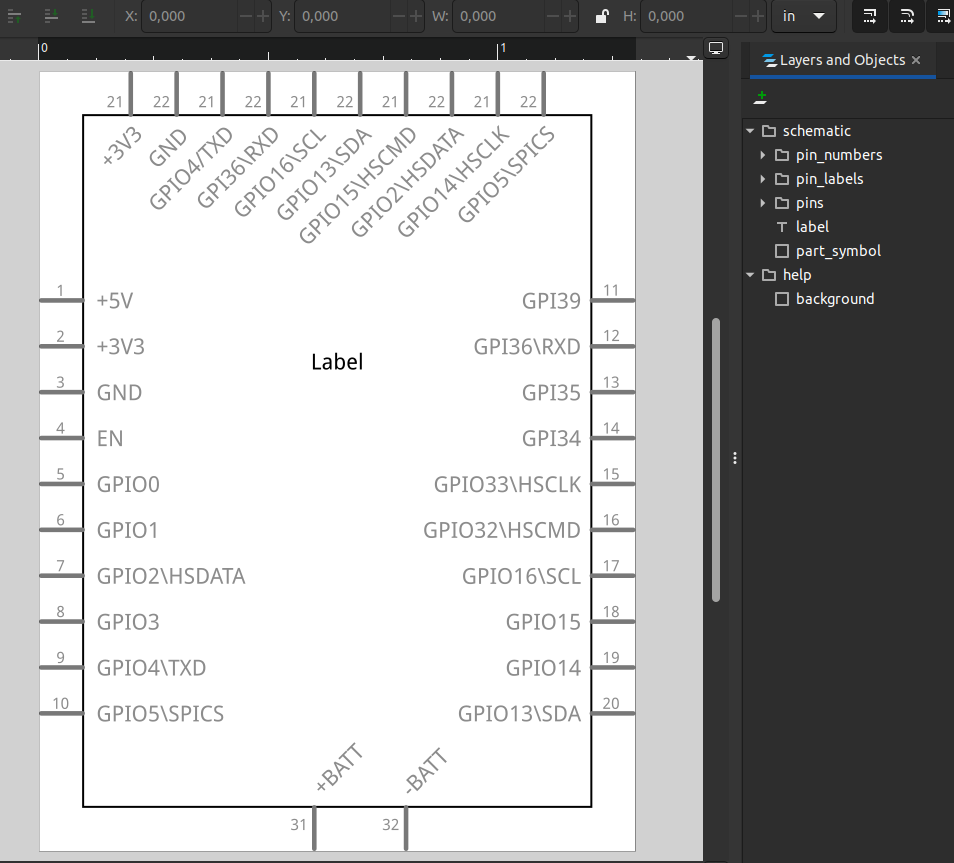 X: 0,000 Y: 0,000 W: 0,000 H: 0,000 in
0 1
Layers and Objects
schematic
pin_numbers
pin_labels
pins
label
part_symbol
help
background
21 22 21 22 21 22 21 22 21 22
+3V3
GND
GPIO4/TXD
GPI36\RXD
GPIO16\SCL
GPIO13\SDA
GPIO15\HSCMD
GPIO2\HSDATA
GPIO14\HSCLK
GPIO5\SPICS
1 +5V GPI39 11
2 +3V3 GPI36\RXD 12
Label
3 GND GPI35 13
4 EN GPI34 14
5 GPIO0 GPIO33\HSCLK 15
6 GPIO1 GPIO32\HSCMD 16
7 GPIO2\HSDATA GPIO16\SCL 17
8 GPIO3 GPIO15 18
9 GPIO4\TXD GPIO14 19
10 GPIO5\SPICS GPIO13\SDA 20
+BATT -BATT
31 32